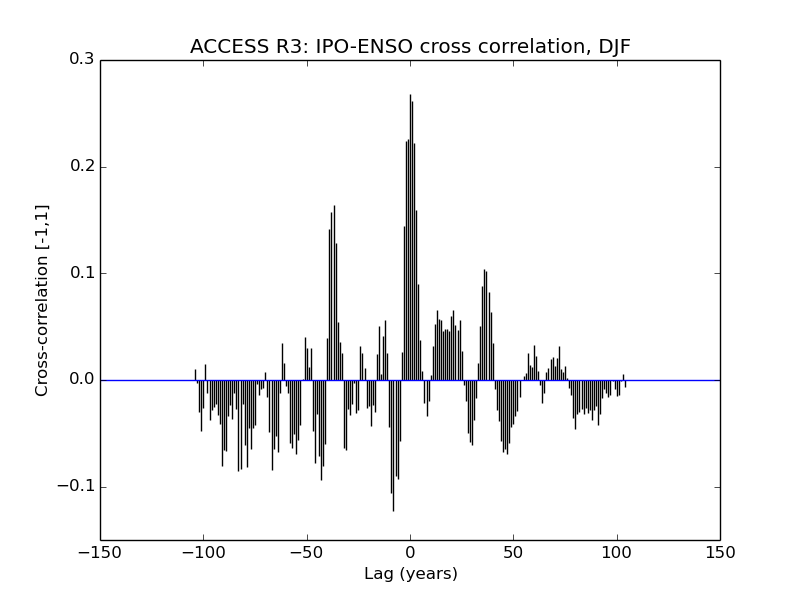 ACCESS R3: IPO-ENSO cross correlation, DJF
0.3
0.2
0.1
0.0
−0.1
Cross-correlation [-1,1]
−150 −100 −50 0 50 100 150
Lag (years)